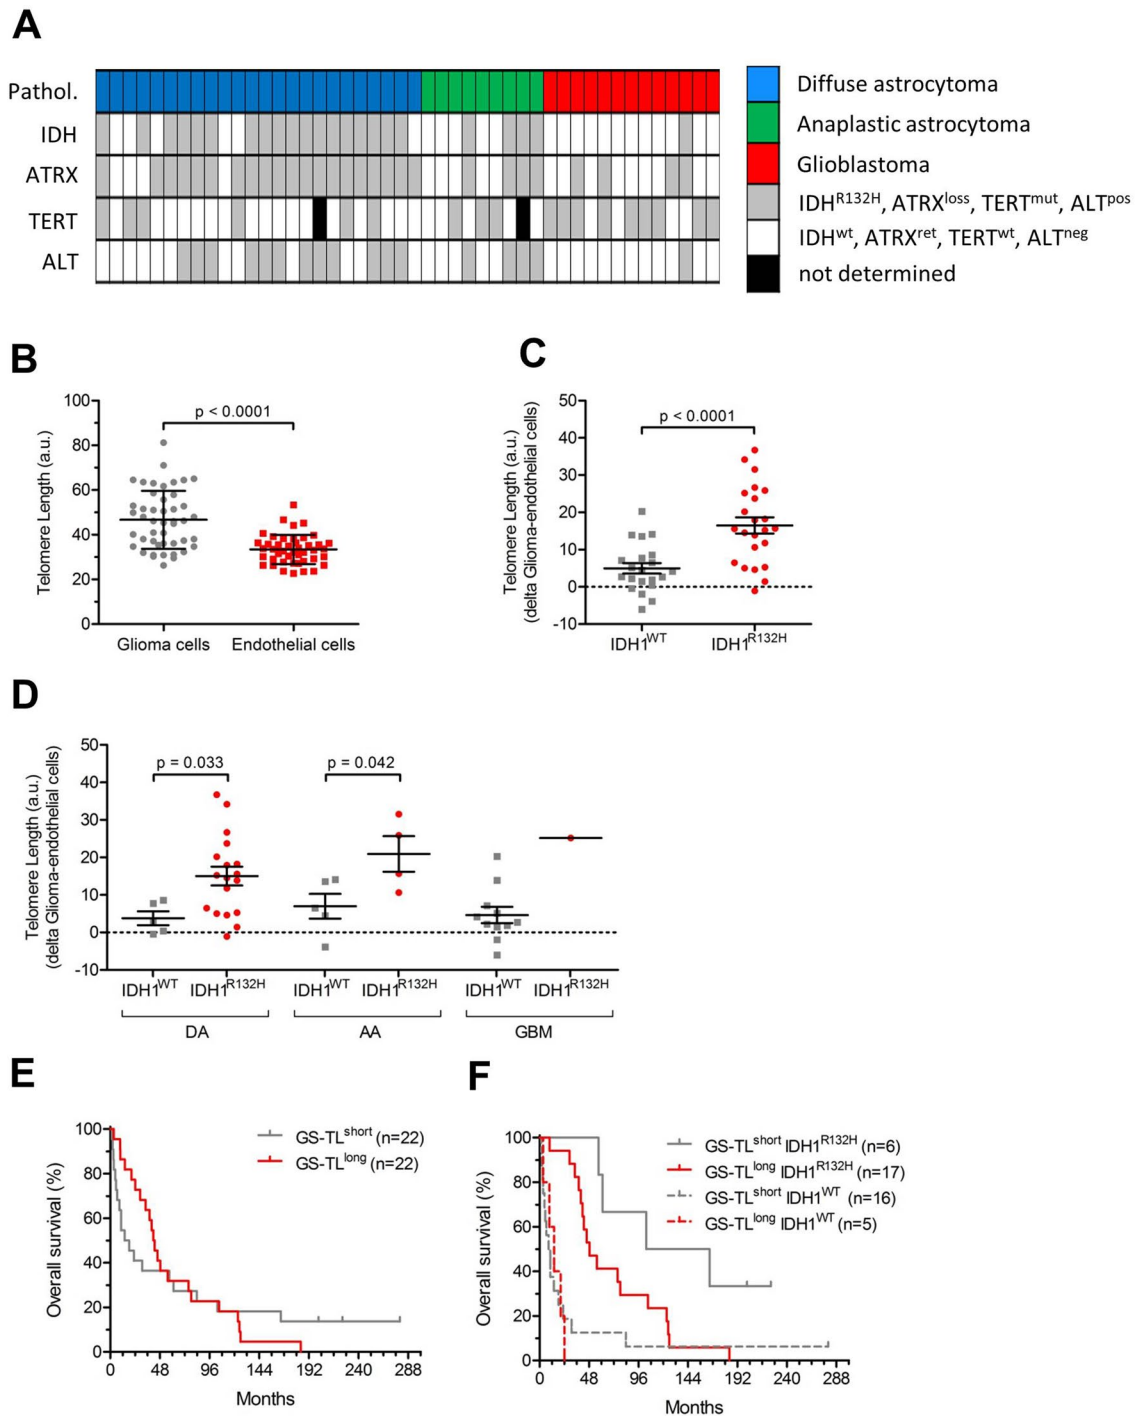 A
Pathol.
IDH
ATRX
TERT
ALT
Diffuse astrocytoma
Anaplastic astrocytoma
Glioblastoma
IDH^R132H, ATRX^loss, TERT^mut, ALT^pos
IDH^wt, ATRX^ret, TERT^wt, ALT^neg
not determined
B
Telomere Length (a.u.)
100
80
60
40
20
0
p < 0.0001
Glioma cells Endothelial cells
C
Telomere Length (a.u.)
(delta Glioma-endothelial cells)
50
40
30
20
10
0
-10
p < 0.0001
IDH1^WT IDH1^R132H
D
Telomere Length (a.u.)
(delta Glioma-endothelial cells)
50
40
30
20
10
0
-10
p = 0.033 p = 0.042
IDH1^WT IDH1^R132H IDH1^WT IDH1^R132H IDH1^WT IDH1^R132H
DA AA GBM
E
Overall survival (%)
100
80
60
40
20
0
GS-TL^short (n=22)
GS-TL^long (n=22)
0 48 96 144 192 240 288
Months
F
Overall survival (%)
100
80
60
40
20
0
GS-TL^short IDH1^R132H (n=6)
GS-TL^long IDH1^R132H (n=17)
GS-TL^short IDH1^WT (n=16)
GS-TL^long IDH1^WT (n=5)
0 48 96 144 192 240 288
Months